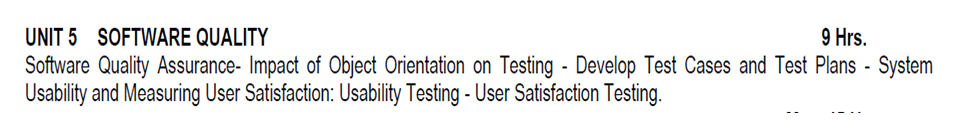 UNIT 5 SOFTWARE QUALITY 9 Hrs.
Software Quality Assurance- Impact of Object Orientation on Testing - Develop Test Cases and Test Plans - System
Usability and Measuring User Satisfaction: Usability Testing - User Satisfaction Testing.